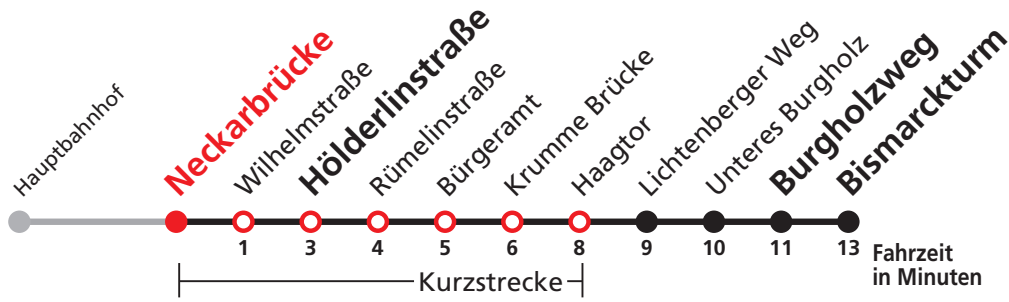 Hauptbahnhof
Neckarbrücke
Wilhelmstraße
Hölderlinstraße
Rümelinstraße
Bürgeramt
Krumme Brücke
Haagtor
Lichtenberger Weg
Unteres Burgholz
Burgholzweg
Bismarckturm
1 3 4 5 6 8 9 10 11 13
Fahrzeit
in Minuten
Kurzstrecke